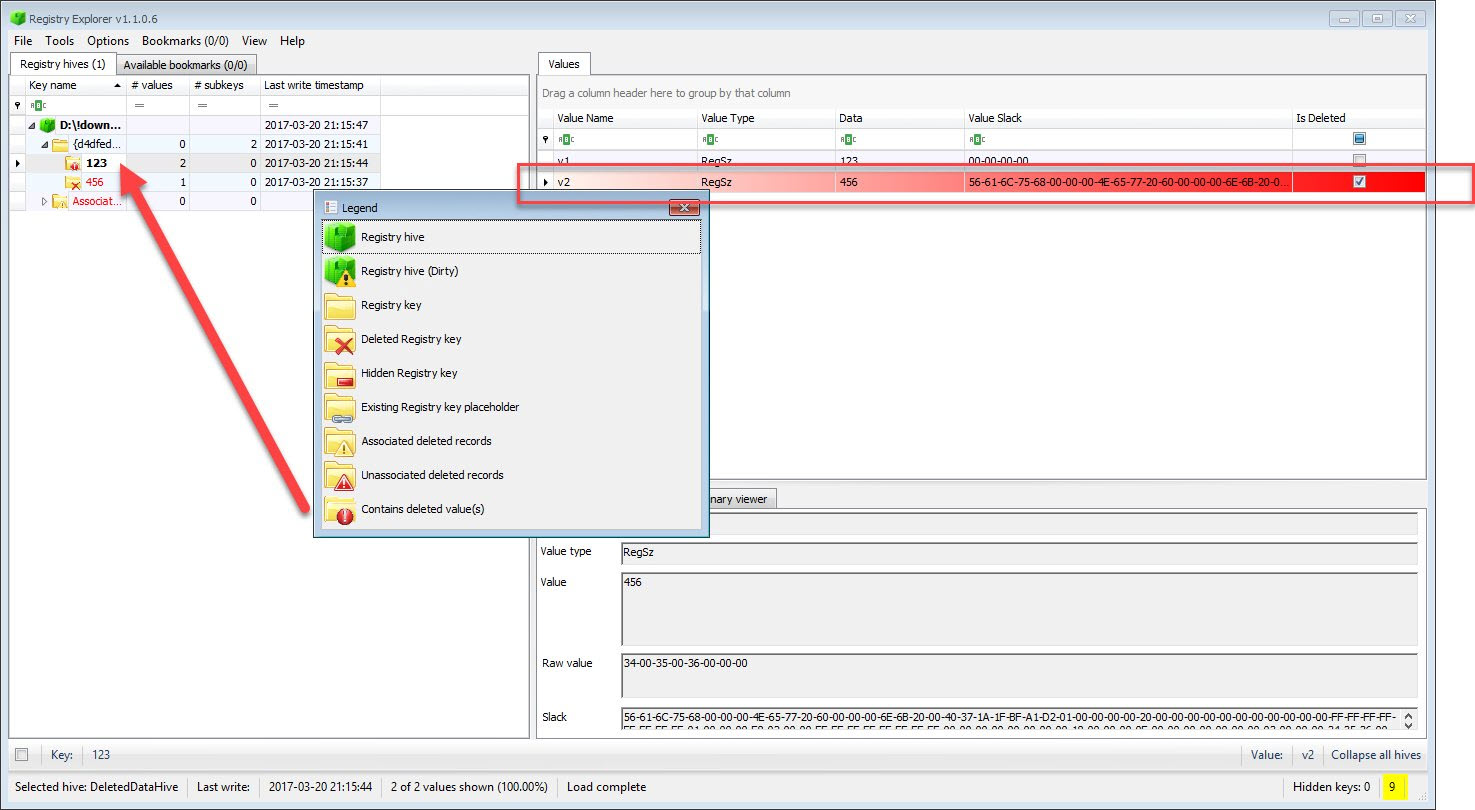 Registry Explorer v1.1.0.6
File Tools Options Bookmarks (0/0) View Help
Registry hives (1) Available bookmarks (0/0)
Key name # values # subkeys Last write timestamp
= = =
D:\!down... 2017-03-20 21:15:47
{d4dfed... 0 2 2017-03-20 21:15:41
123 2 0 2017-03-20 21:15:44
456 1 0 2017-03-20 21:15:37
Associat... 0 0
Values
Drag a column header here to group by that column
Value Name Value Type Data Value Slack Is Deleted
v1 RegSz 123 00-00-00-00
v2 RegSz 456 56-61-6C-75-68-00-00-00-4E-65-77-20-60-00-00-00-6E-6B-20-0...
Legend
Registry hive
Registry hive (Dirty)
Registry key
Deleted Registry key
Hidden Registry key
Existing Registry key placeholder
Associated deleted records
Unassociated deleted records
Contains deleted value(s)
nary viewer
Value type RegSz
Value 456
Raw value 34-00-35-00-36-00-00-00
Slack 56-61-6C-75-68-00-00-00-4E-65-77-20-60-00-00-00-6E-6B-20-00-40-37-1A-1F-BF-A1-D2-01-00-00-00-00-20-00-00-00-00-00-00-00-00-00-00-00-FF-FF-FF-FF-
Key: 123 Value: v2 Collapse all hives
Selected hive: DeletedDataHive Last write: 2017-03-20 21:15:44 2 of 2 values shown (100.00%) Load complete Hidden keys: 0 9